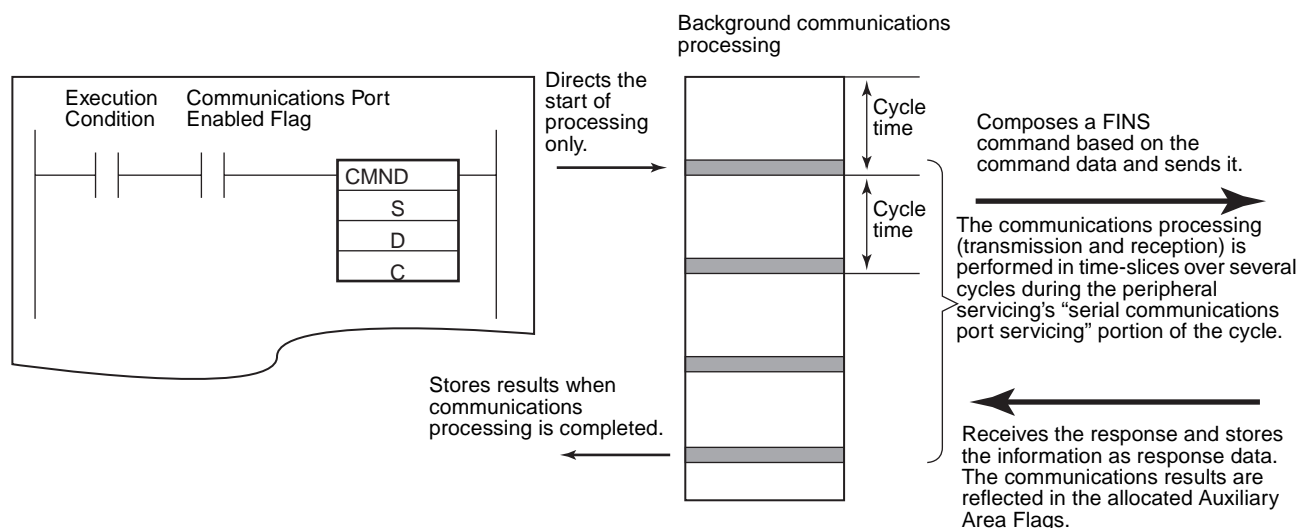 Background communications
processing
Execution
Condition
Communications Port
Enabled Flag
CMND
S
D
C
Directs the
start of
processing
only.
Cycle
time
Cycle
time
Composes a FINS
command based on the
command data and sends it.
The communications processing
(transmission and reception) is
performed in time-slices over several
cycles during the peripheral
servicing's “serial communications
port servicing” portion of the cycle.
Stores results when
communications
processing is completed.
Receives the response and stores
the information as response data.
The communications results are
reflected in the allocated Auxiliary
Area Flags.